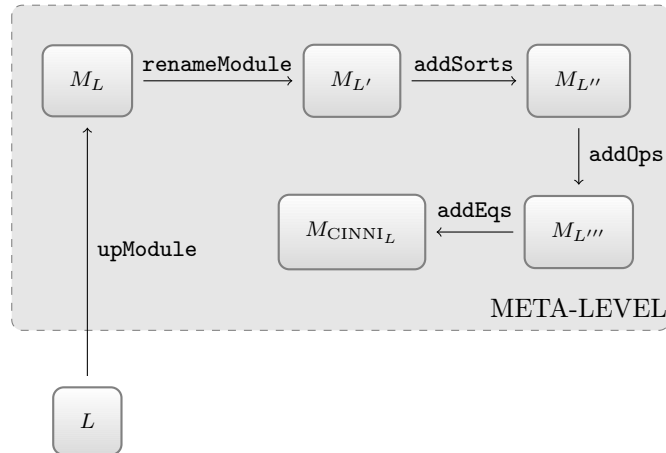 M_L renameModule M_{L′} addSorts M_{L″}
addOps
M_{CINNI_L} addEqs M_{L‴}
upModule
META-LEVEL
L